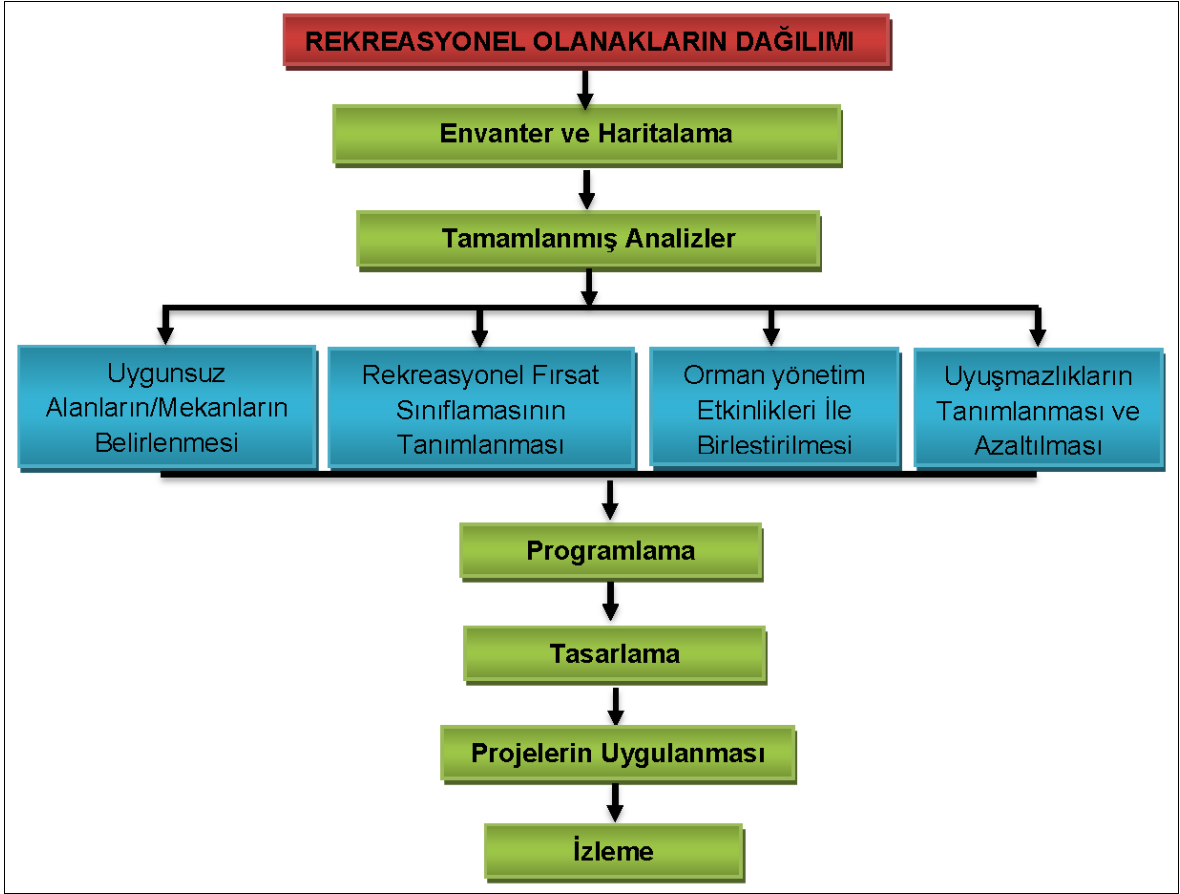 REKREASYONEL OLANAKLARIN DAĞILIMI
Envanter ve Haritalama
Tamamlanmış Analizler
Uygunsuz
Alanların/Mekanların
Belirlenmesi
Rekreasyonel Fırsat
Sınıflamasının
Tanımlanması
Orman yönetim
Etkinlikleri İle
Birlestirilmesi
Uyuşmazlıkların
Tanımlanması ve
Azaltılması
Programlama
Tasarlama
Projelerin Uygulanması
İzleme